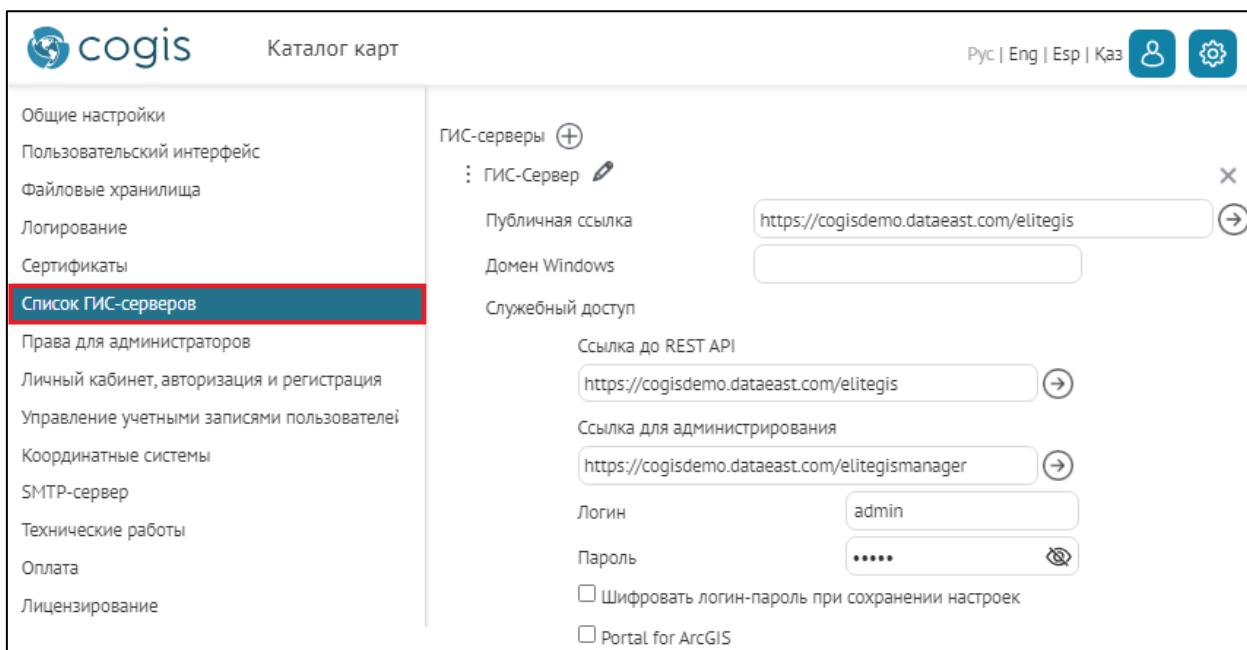 cogis
Каталог карт
Рус | Eng | Esp | Қаз
Общие настройки
Пользовательский интерфейс
Файловые хранилища
Логирование
Сертификаты
Список ГИС-серверов
Права для администраторов
Личный кабинет, авторизация и регистрация
Управление учетными записями пользователей
Координатные системы
SMTP-сервер
Технические работы
Оплата
Лицензирование
ГИС-серверы
ГИС-Сервер
Публичная ссылка
https://cogisdemo.dataeast.com/elitegis
Домен Windows
Служебный доступ
Ссылка до REST API
https://cogisdemo.dataeast.com/elitegis
Ссылка для администрирования
https://cogisdemo.dataeast.com/elitegismanager
Логин
admin
Пароль
•••••
Шифровать логин-пароль при сохранении настроек
Portal for ArcGIS